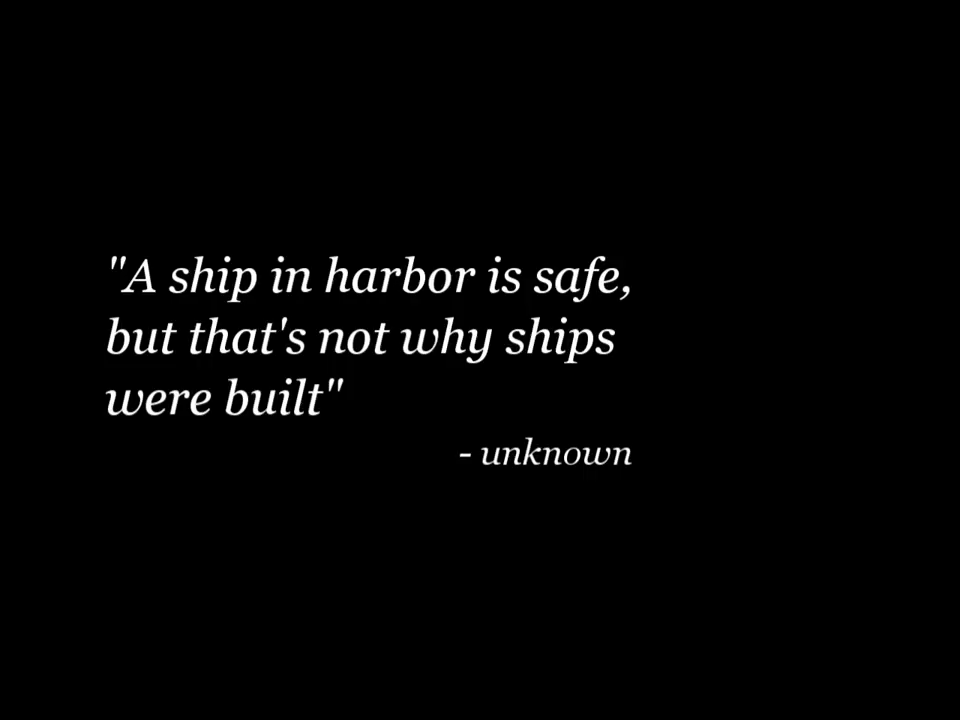 "A ship in harbor is safe,
but that's not why ships
were built"
- unknown